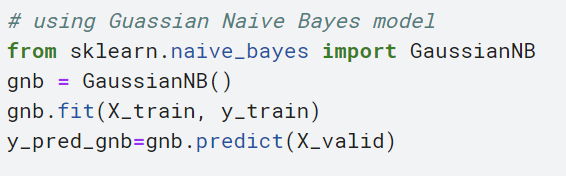 # using Guassian Naive Bayes model
from sklearn.naive_bayes import GaussianNB
gnb = GaussianNB()
gnb.fit(X_train, y_train)
y_pred_gnb=gnb.predict(X_valid)